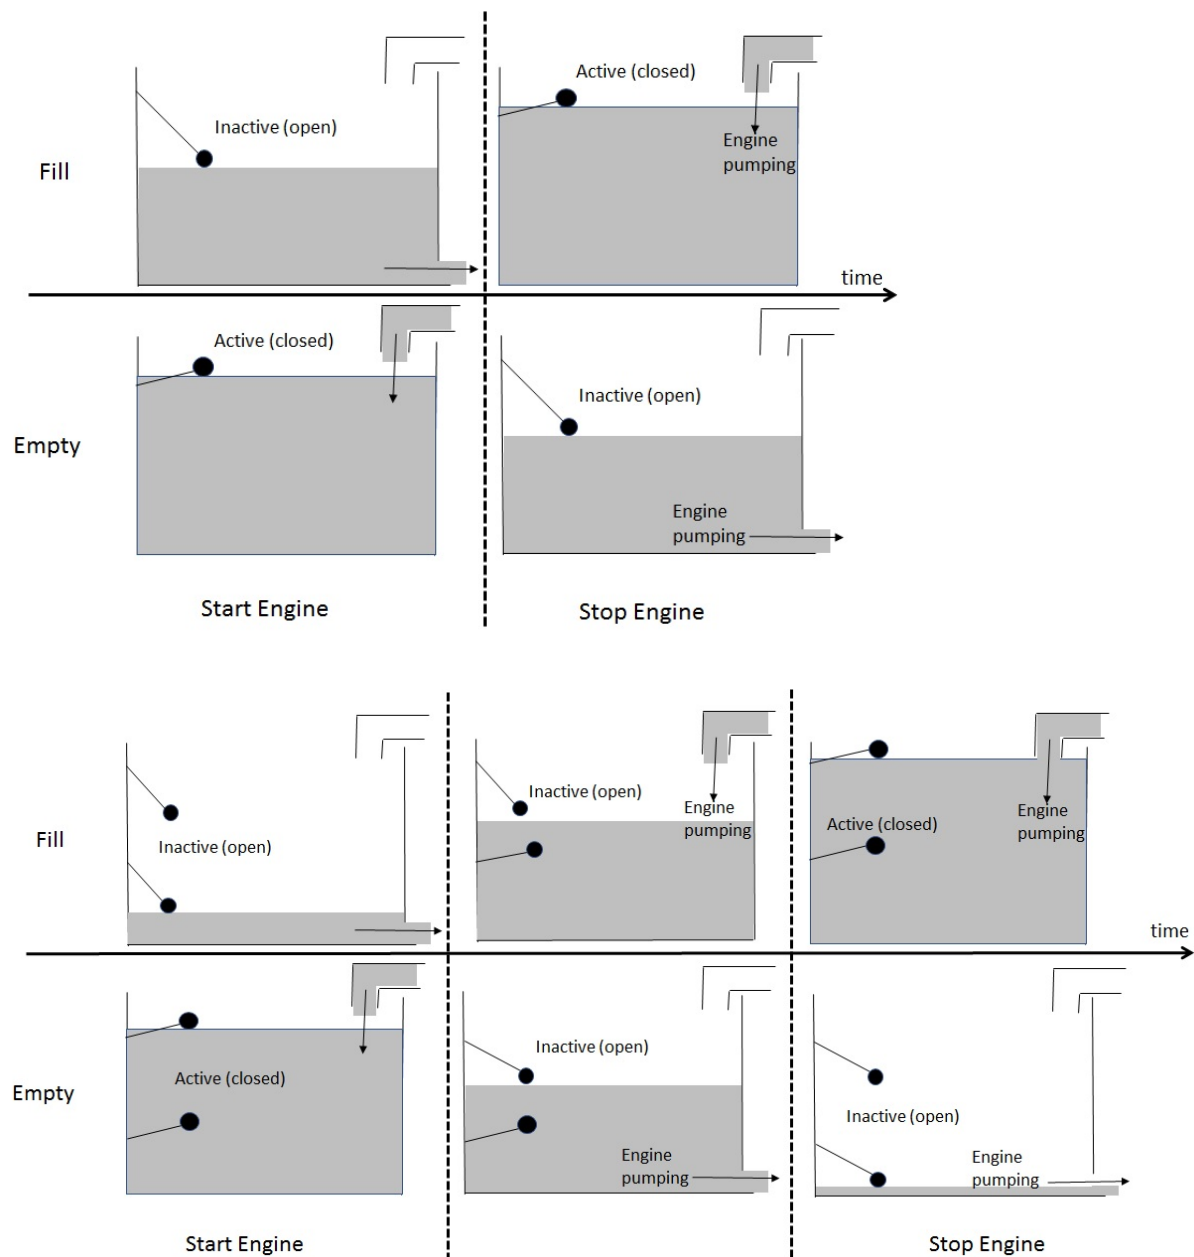 Active (closed)
Inactive (open)
Engine
pumping
Fill
time
Active (closed)
Inactive (open)
Empty
Engine
pumping
Start Engine
Stop Engine
Inactive (open)
Engine
pumping
Engine
pumping
Active (closed)
Fill
Inactive (open)
time
Inactive (open)
Active (closed)
Empty
Inactive (open)
Engine
pumping
Engine
pumping
Start Engine
Stop Engine